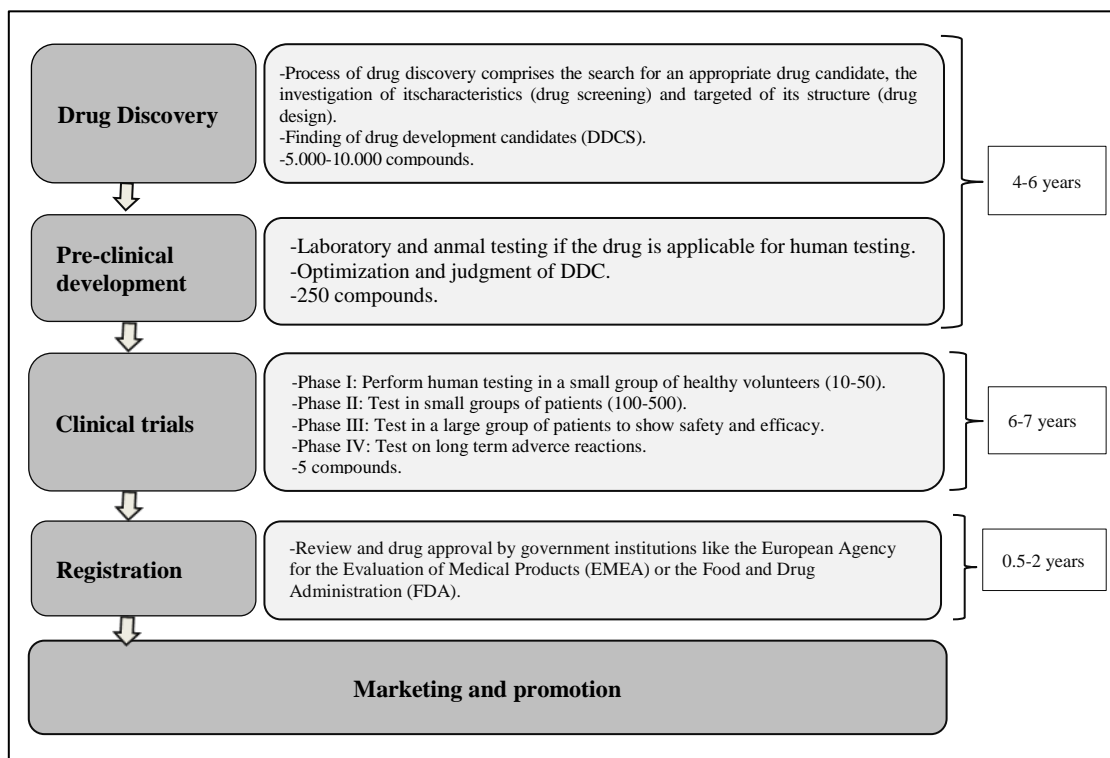 Drug Discovery
-Process of drug discovery comprises the search for an appropriate drug candidate, the
investigation of itscharacteristics (drug screening) and targeted of its structure (drug
design).
-Finding of drug development candidates (DDCS).
-5.000-10.000 compounds.
4-6 years
Pre-clinical
development
-Laboratory and anmal testing if the drug is applicable for human testing.
-Optimization and judgment of DDC.
-250 compounds.
Clinical trials
-Phase I: Perform human testing in a small group of healthy volunteers (10-50).
-Phase II: Test in small groups of patients (100-500).
-Phase III: Test in a large group of patients to show safety and efficacy.
-Phase IV: Test on long term adverce reactions.
-5 compounds.
6-7 years
Registration
-Review and drug approval by government institutions like the European Agency
for the Evaluation of Medical Products (EMEA) or the Food and Drug
Administration (FDA).
0.5-2 years
Marketing and promotion